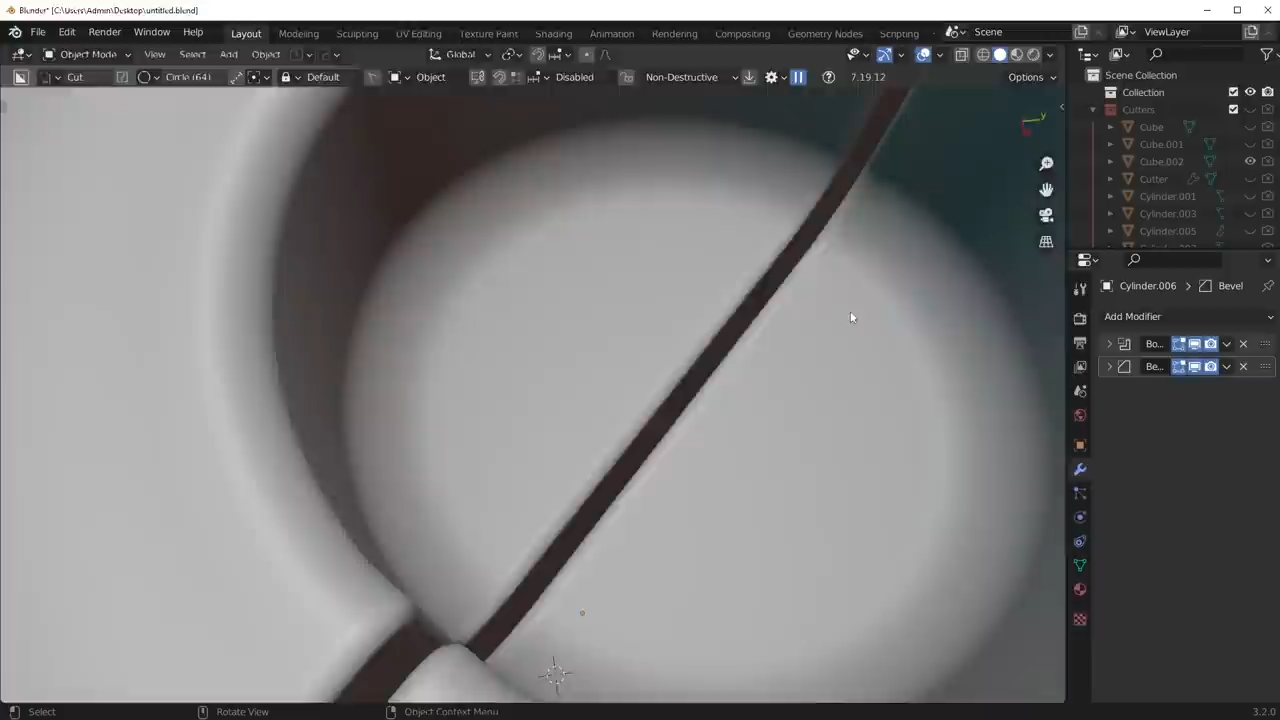 Blender* [C:\Users\Admin\Desktop\untitled.blend]
File Edit Render Window Help Layout Modeling Sculpting UV Editing Texture Paint Shading Animation Rendering Compositing Geometry Nodes Scripting Scene ViewLayer
Object Mode View Select Add Object Global
Cut Circle (64) Default Object Disabled Non-Destructive 7.19.12 Options
Scene Collection
Collection
Cutters
Cube
Cube.001
Cube.002
Cutter
Cylinder.001
Cylinder.003
Cylinder.005
y
Cylinder.006 > Bevel
Add Modifier
Bo...
Be...
Select Rotate View Object Context Menu 3.2.0